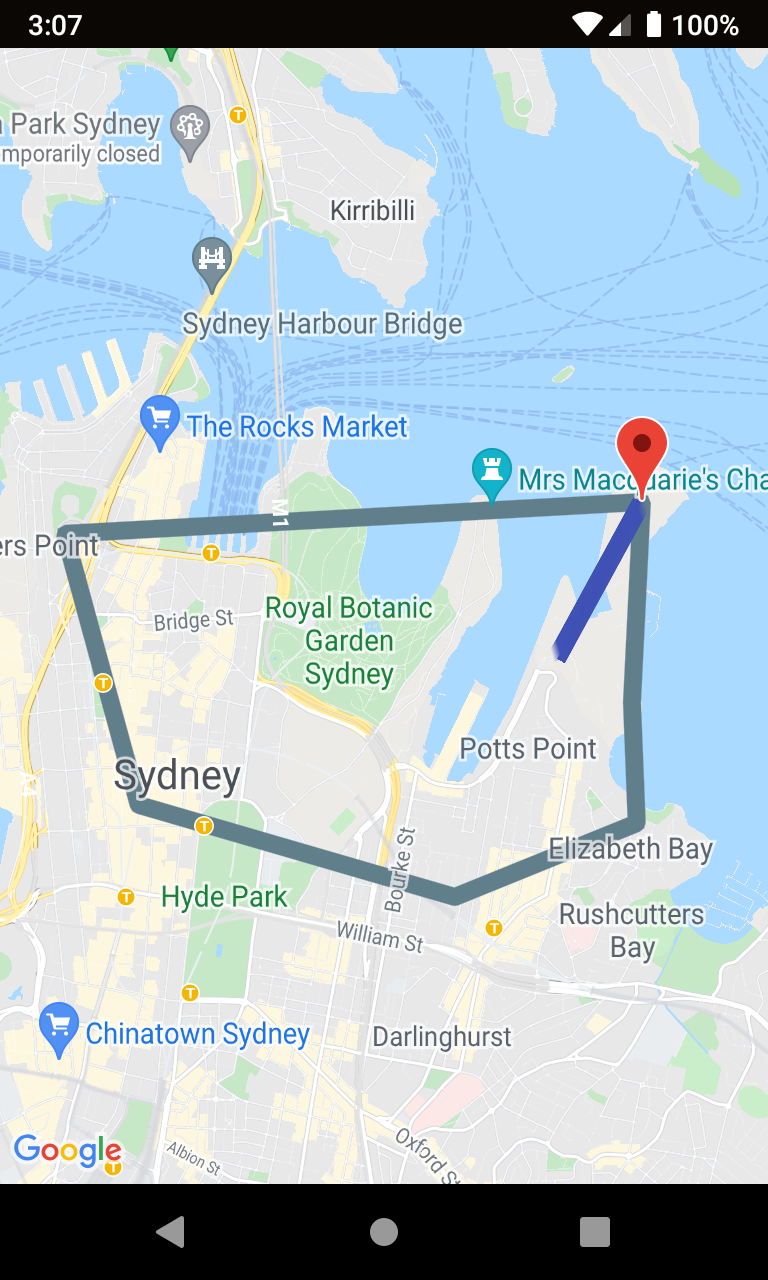 3:07
100%
a Park Sydney
mporarily closed
T
Kirribilli
Sydney Harbour Bridge
The Rocks Market
Mrs Macquarie's Cha
M1
ers Point
T
Bridge St
Royal Botanic
Garden
Sydney
T
Potts Point
Sydney
T
Elizabeth Bay
Bourke St
Hyde Park
T
Rushcutters
Bay
William St
T
T
Chinatown Sydney
Darlinghurst
Google
T
Albion St
Oxford St